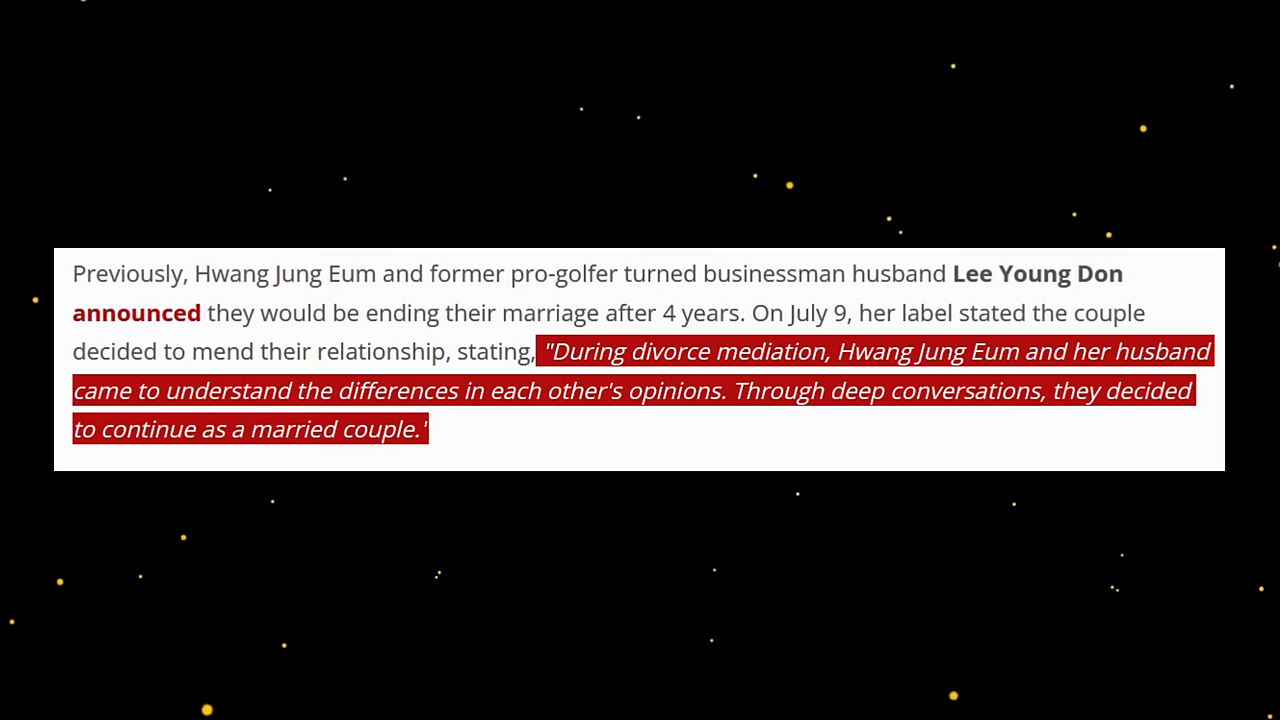 Previously, Hwang Jung Eum and former pro-golfer turned businessman husband Lee Young Don
announced they would be ending their marriage after 4 years. On July 9, her label stated the couple
decided to mend their relationship, stating, "During divorce mediation, Hwang Jung Eum and her husband
came to understand the differences in each other's opinions. Through deep conversations, they decided
to continue as a married couple.'